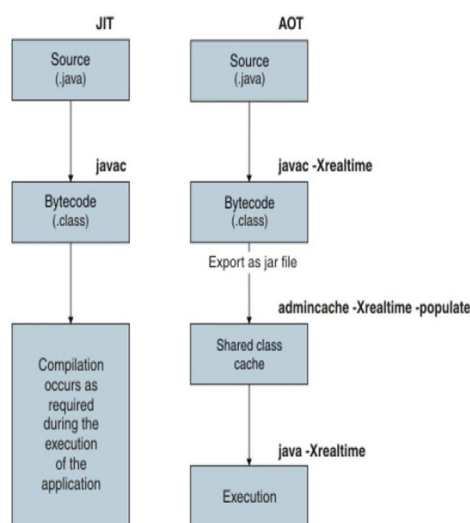 JIT
Source
(.java)
javac
Bytecode
(.class)
Compilation
occurs as
required
during the
execution
of the
application
AOT
Source
(.java)
javac -Xrealtime
Bytecode
(.class)
Export as jar file
admincache -Xrealtime -populate
Shared class
cache
java -Xrealtime
Execution